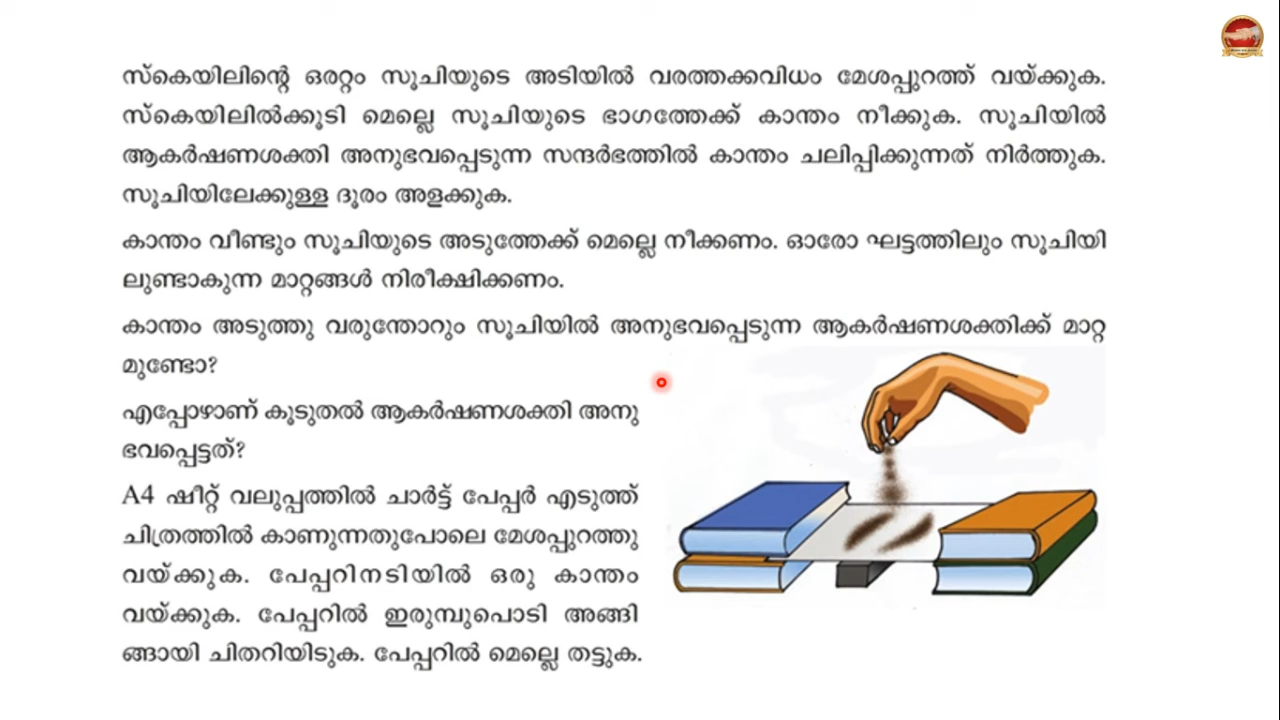 സ്കെയിലിന്റെ ഒരറ്റം സൂചിയുടെ അടിയിൽ വരത്തക്കവിധം മേശപ്പുറത്ത് വയ്ക്കുക.
സ്കെയിലിൽക്കൂടി മെല്ലെ സൂചിയുടെ ഭാഗത്തേക്ക് കാന്തം നീക്കുക. സൂചിയിൽ
ആകർഷണശക്തി അനുഭവപ്പെടുന്ന സന്ദർഭത്തിൽ കാന്തം ചലിപ്പിക്കുന്നത് നിർത്തുക.
സൂചിയിലേക്കുള്ള ദൂരം അളക്കുക.
കാന്തം വീണ്ടും സൂചിയുടെ അടുത്തേക്ക് മെല്ലെ നീക്കണം. ഓരോ ഘട്ടത്തിലും സൂചിയി
ലുണ്ടാകുന്ന മാറ്റങ്ങൾ നിരീക്ഷിക്കണം.
കാന്തം അടുത്തു വരുന്തോറും സൂചിയിൽ അനുഭവപ്പെടുന്ന ആകർഷണശക്തിക്ക് മാറ്റ
മുണ്ടോ?
എപ്പോഴാണ് കൂടുതൽ ആകർഷണശക്തി അനു
ഭവപ്പെട്ടത്?
A4 ഷീറ്റ് വലുപ്പത്തിൽ ചാർട്ട് പേപ്പർ എടുത്ത്
ചിത്രത്തിൽ കാണുന്നതുപോലെ മേശപ്പുറത്തു
വയ്ക്കുക. പേപ്പറിനടിയിൽ ഒരു കാന്തം
വയ്ക്കുക. പേപ്പറിൽ ഇരുമ്പുപൊടി അങ്ങി
ങ്ങായി ചിതറിയിടുക. പേപ്പറിൽ മെല്ലെ തട്ടുക.